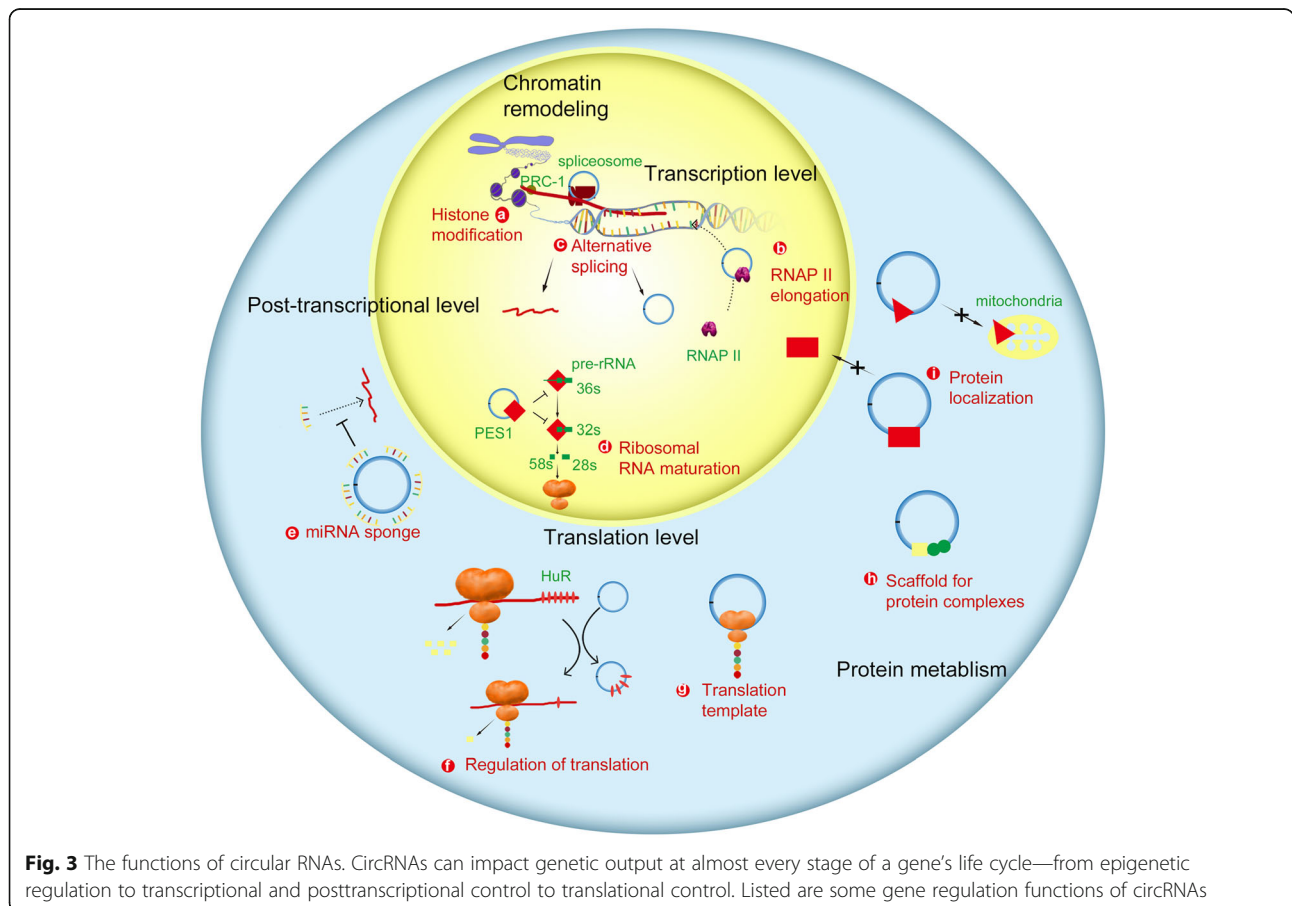 Chromatin
remodeling
spliceosome
PRC-1
Transcription level
Histone a
modification
c Alternative
splicing
b
RNAP II
elongation
RNAP II
Post-transcriptional level
mitochondria
i Protein
localization
pre-rRNA
36s
PES1
32s
d Ribosomal
RNA maturation
58s 28s
e miRNA sponge
Translation level
HuR
h Scaffold for
protein complexes
g Translation
template
Protein metablism
f Regulation of translation
Fig. 3 The functions of circular RNAs. CircRNAs can impact genetic output at almost every stage of a gene's life cycle—from epigenetic
regulation to transcriptional and posttranscriptional control to translational control. Listed are some gene regulation functions of circRNAs